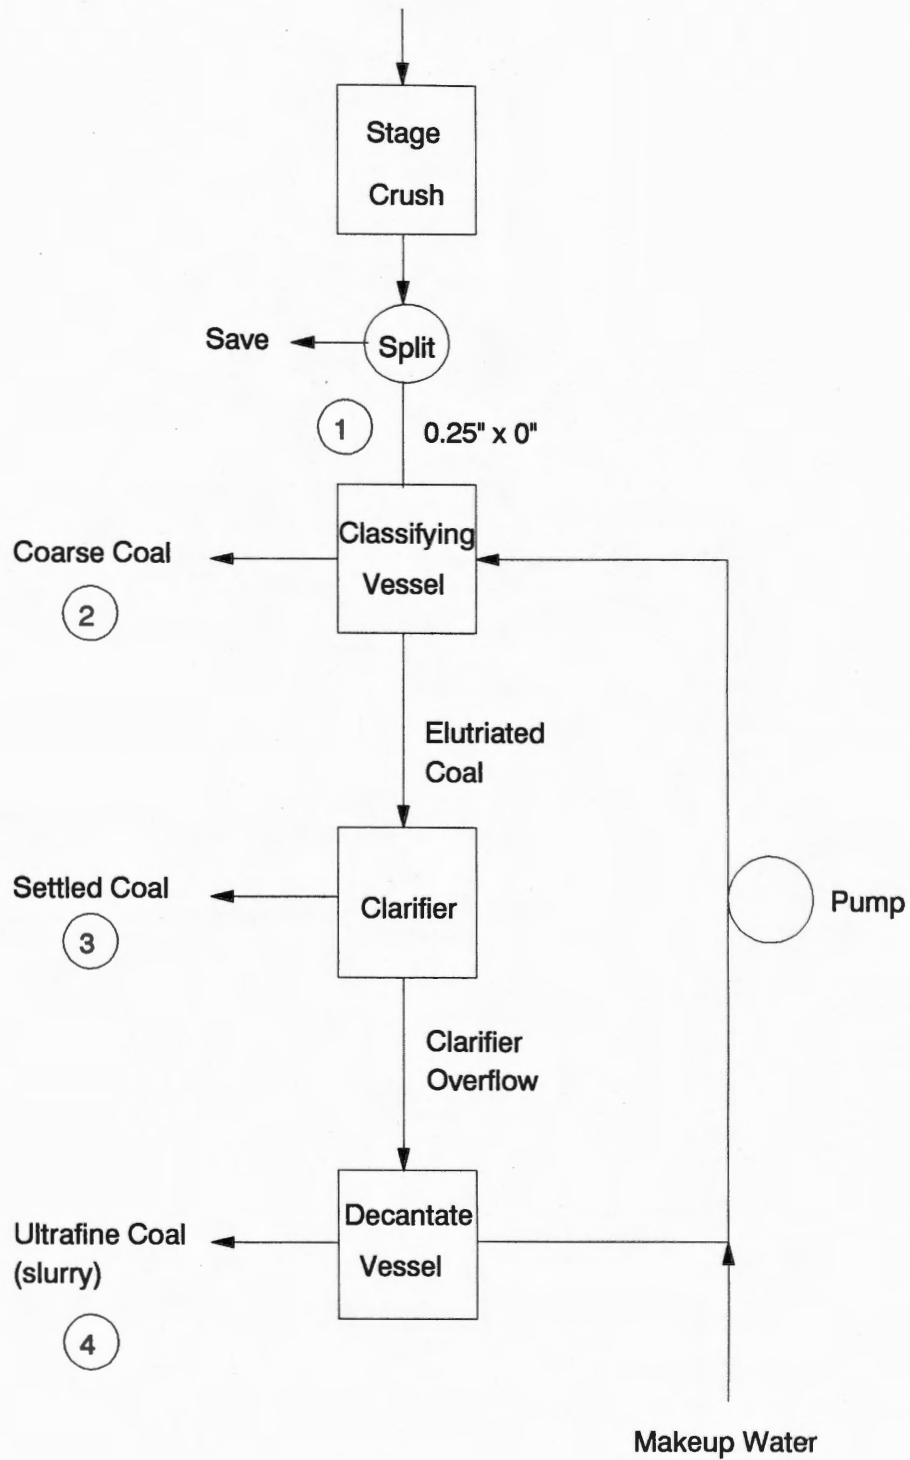 Stage
Crush
Save
Split
1
0.25" x 0"
Classifying
Vessel
Coarse Coal
2
Elutriated
Coal
Settled Coal
3
Clarifier
Pump
Clarifier
Overflow
Decantate
Vessel
Ultrafine Coal
(slurry)
4
Makeup Water